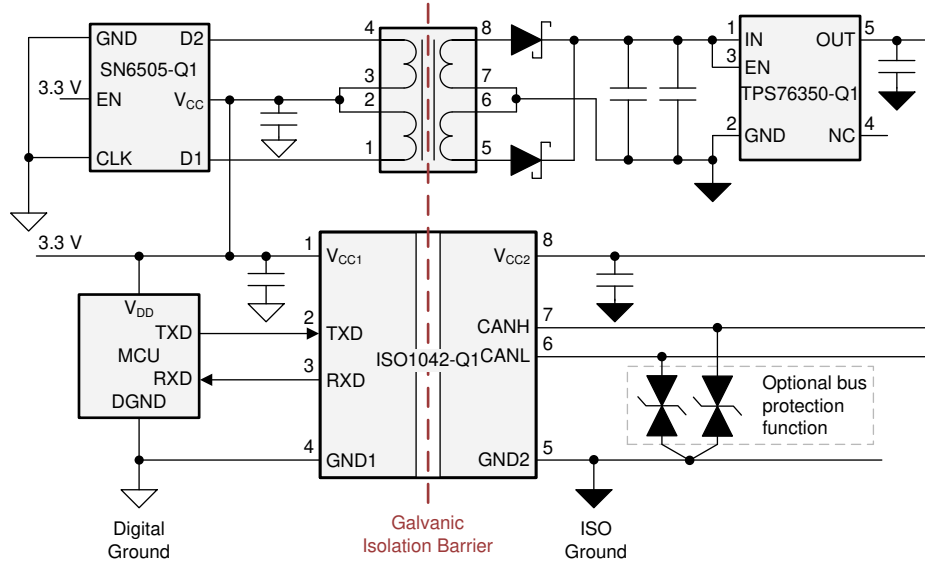 GND
D2
4
8
1
IN
OUT
5
SN6505-Q1
3
EN
3.3 V
EN
VCC
3
7
TPS76350-Q1
2
6
CLK
D1
1
5
2
GND
NC
4
3.3 V
1
VCC1
VCC2
8
VDD
TXD
2
TXD
CANH
7
MCU
ISO1042-Q1
CANL
6
RXD
3
RXD
DGND
Optional bus
protection
function
4
GND1
GND2
5
Digital
Ground
Galvanic
Isolation Barrier
ISO
Ground